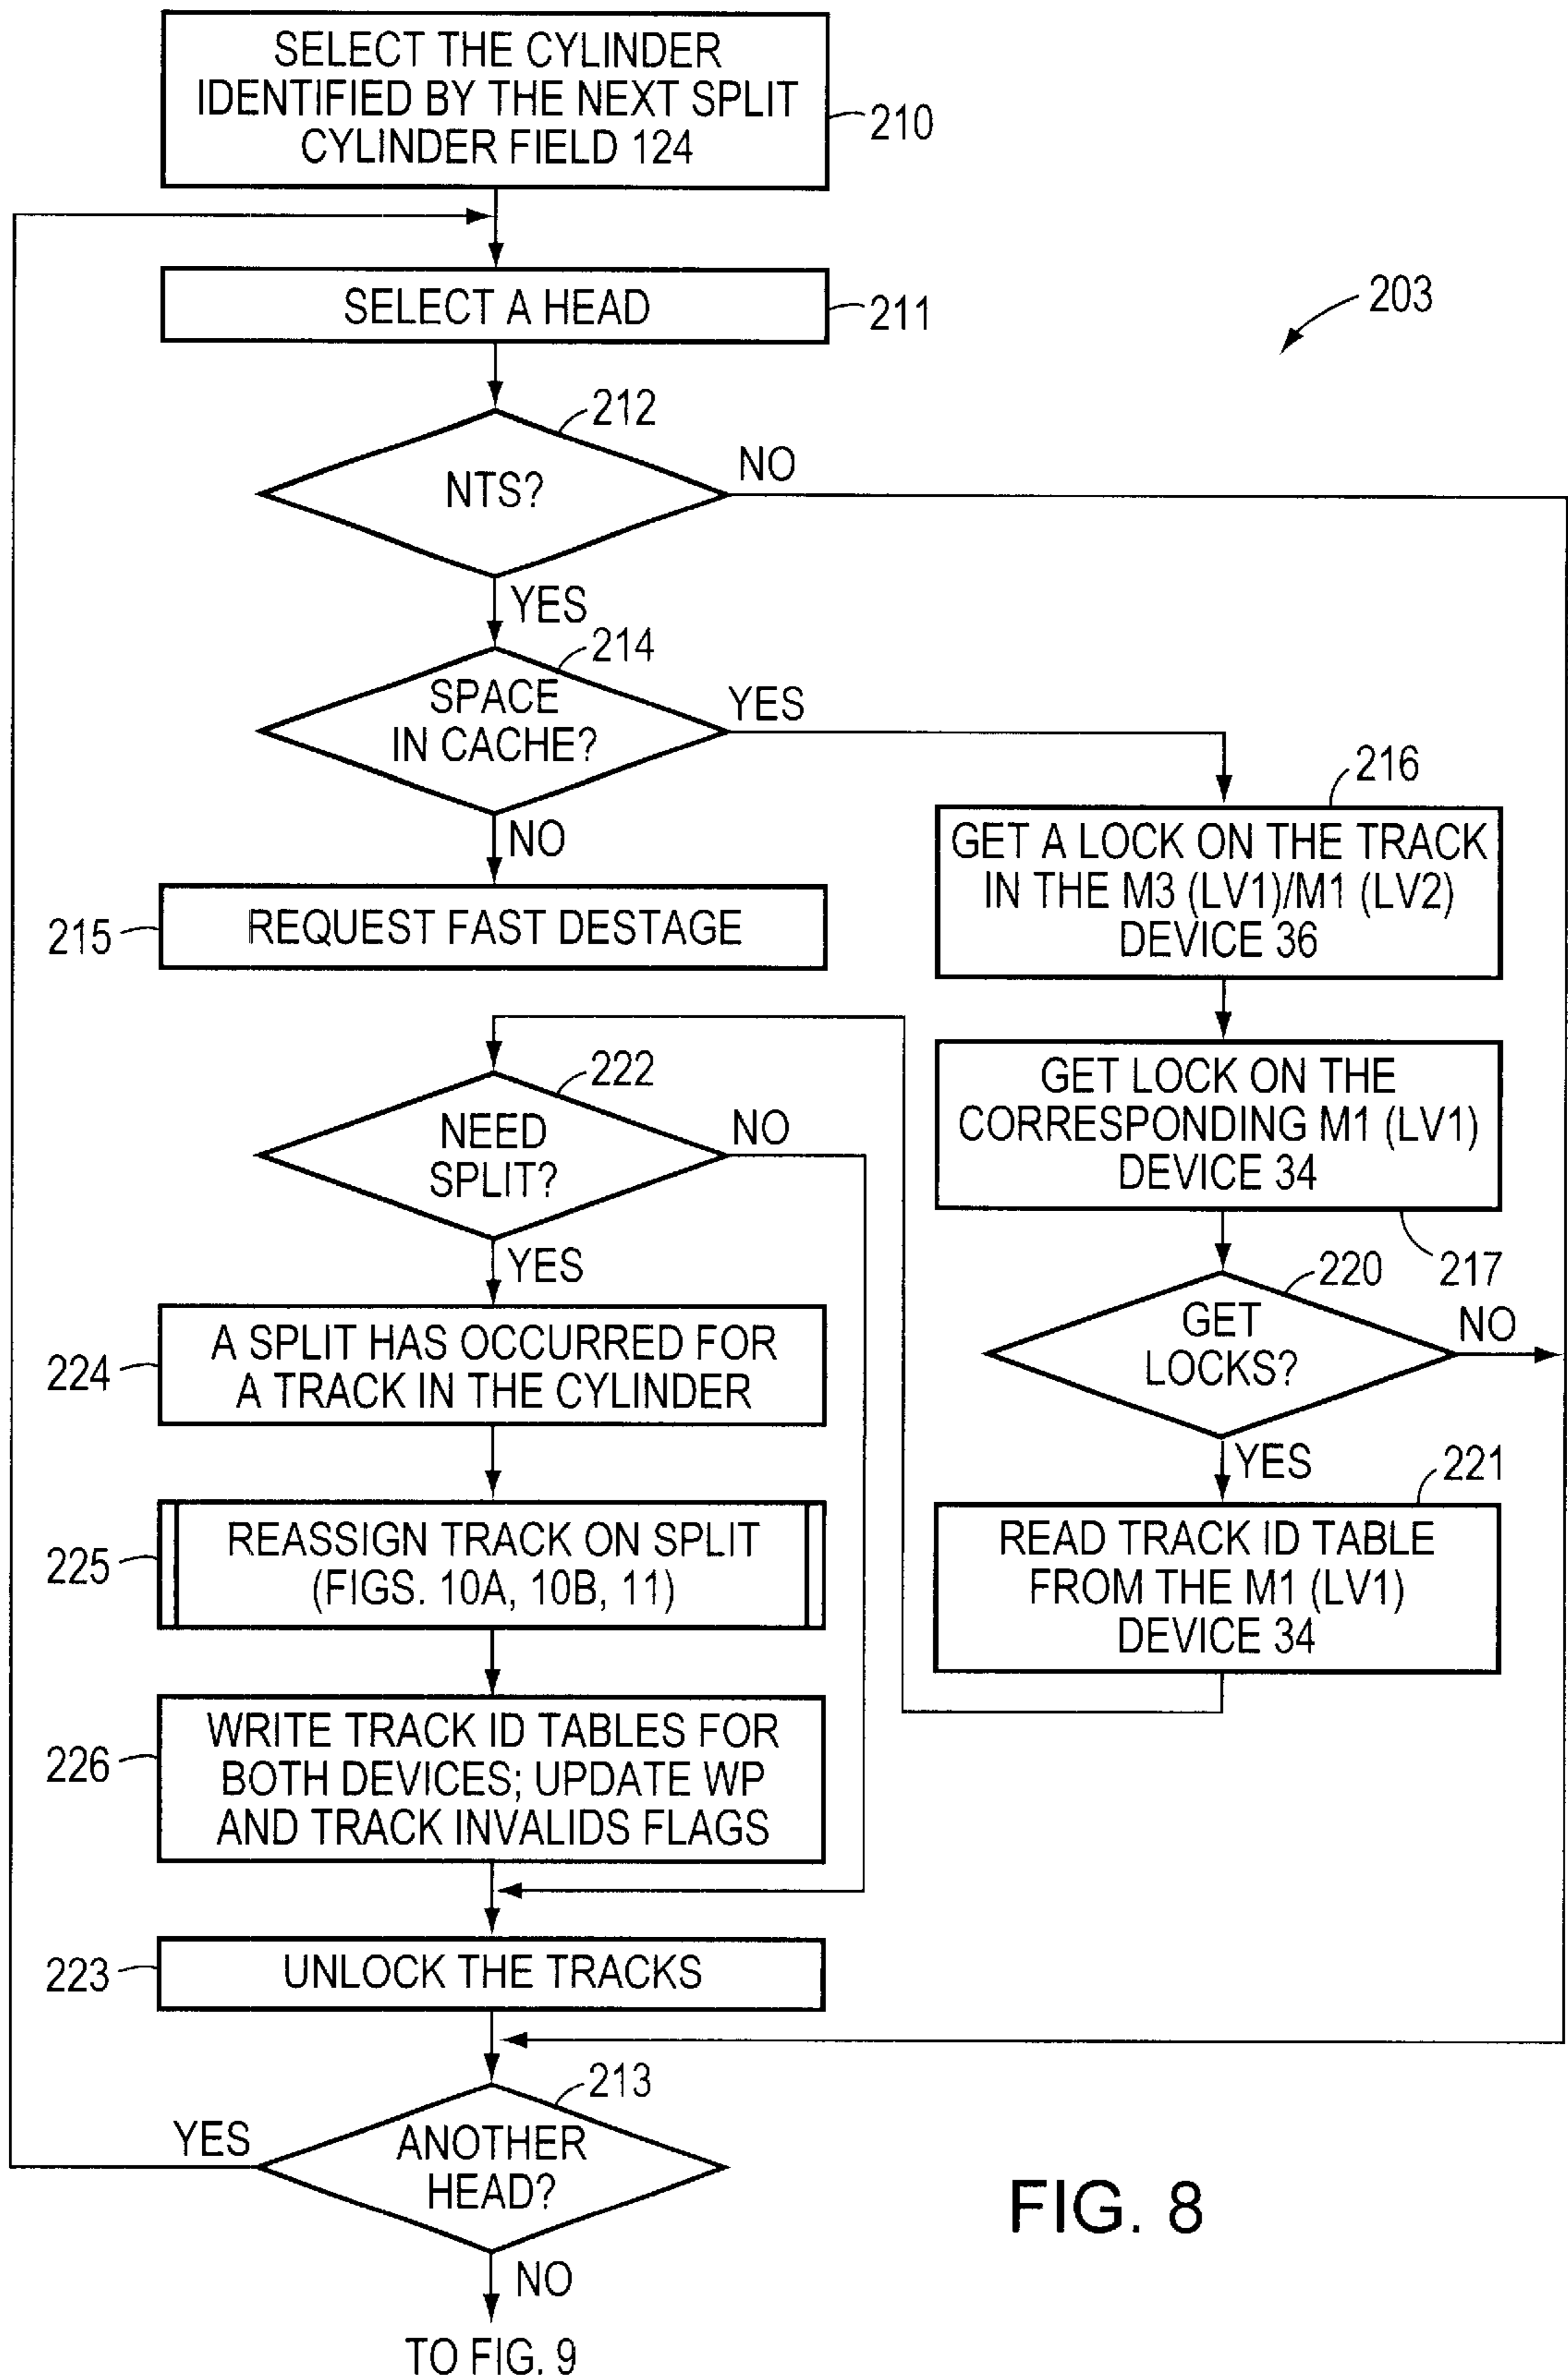 SELECT THE CYLINDER
IDENTIFIED BY THE NEXT SPLIT
CYLINDER FIELD 124
210
SELECT A HEAD
211
203
212
NTS?
NO
YES
214
SPACE
IN CACHE?
YES
NO
215
REQUEST FAST DESTAGE
216
GET A LOCK ON THE TRACK
IN THE M3 (LV1)/M1 (LV2)
DEVICE 36
GET LOCK ON THE
CORRESPONDING M1 (LV1)
DEVICE 34
217
220
GET
LOCKS?
NO
YES
221
READ TRACK ID TABLE
FROM THE M1 (LV1)
DEVICE 34
222
NEED
SPLIT?
NO
YES
224
A SPLIT HAS OCCURRED FOR
A TRACK IN THE CYLINDER
225
REASSIGN TRACK ON SPLIT
(FIGS. 10A, 10B, 11)
226
WRITE TRACK ID TABLES FOR
BOTH DEVICES; UPDATE WP
AND TRACK INVALIDS FLAGS
223
UNLOCK THE TRACKS
213
ANOTHER
HEAD?
YES
NO
TO FIG. 9
FIG. 8